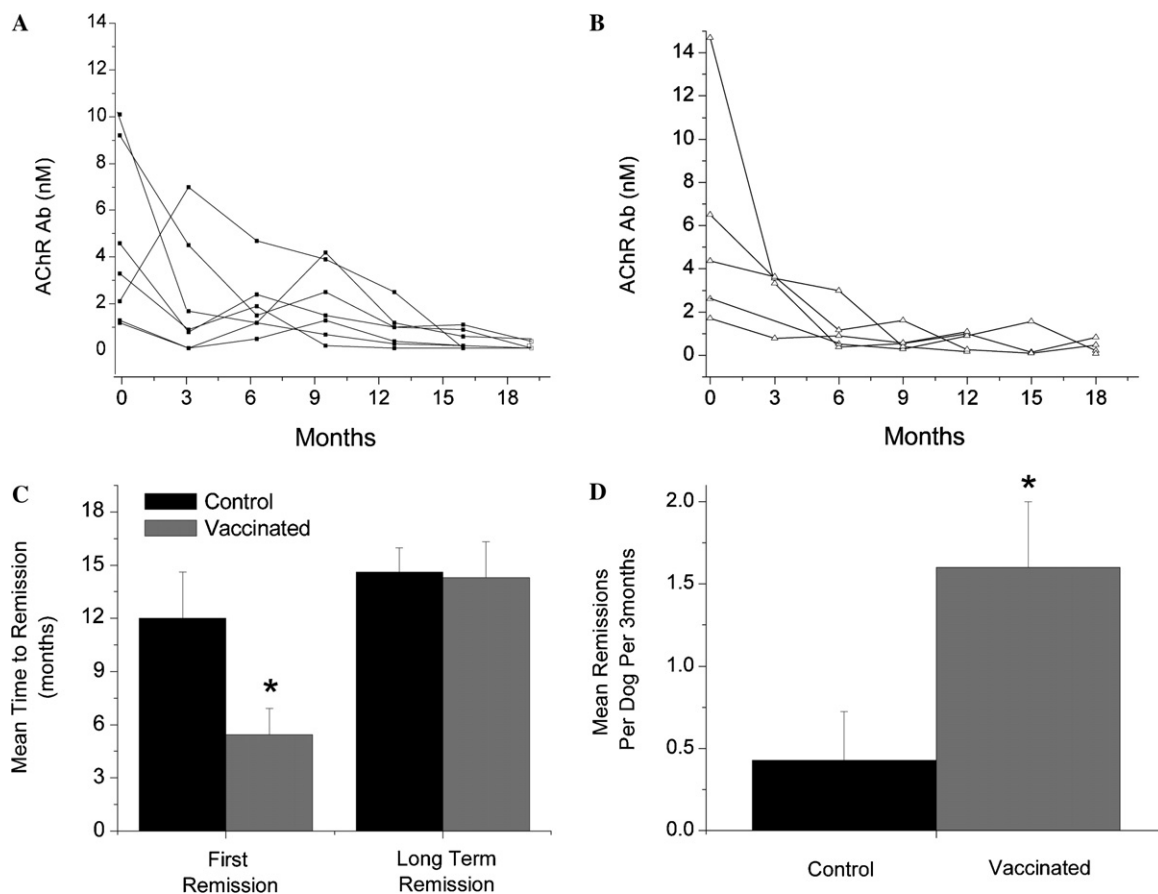 A
14
12
10
8
6
4
2
0
AChR Ab (nM)
0 3 6 9 12 15 18
Months
B
14
12
10
8
6
4
2
0
AChR Ab (nM)
0 3 6 9 12 15 18
Months
C
Control
Vaccinated
18
15
12
9
6
3
0
Mean Time to Remission
(months)
*
First
Remission
Long Term
Remission
D
2.0
1.5
1.0
0.5
0.0
Mean Remissions
Per Dog Per 3months
*
Control
Vaccinated